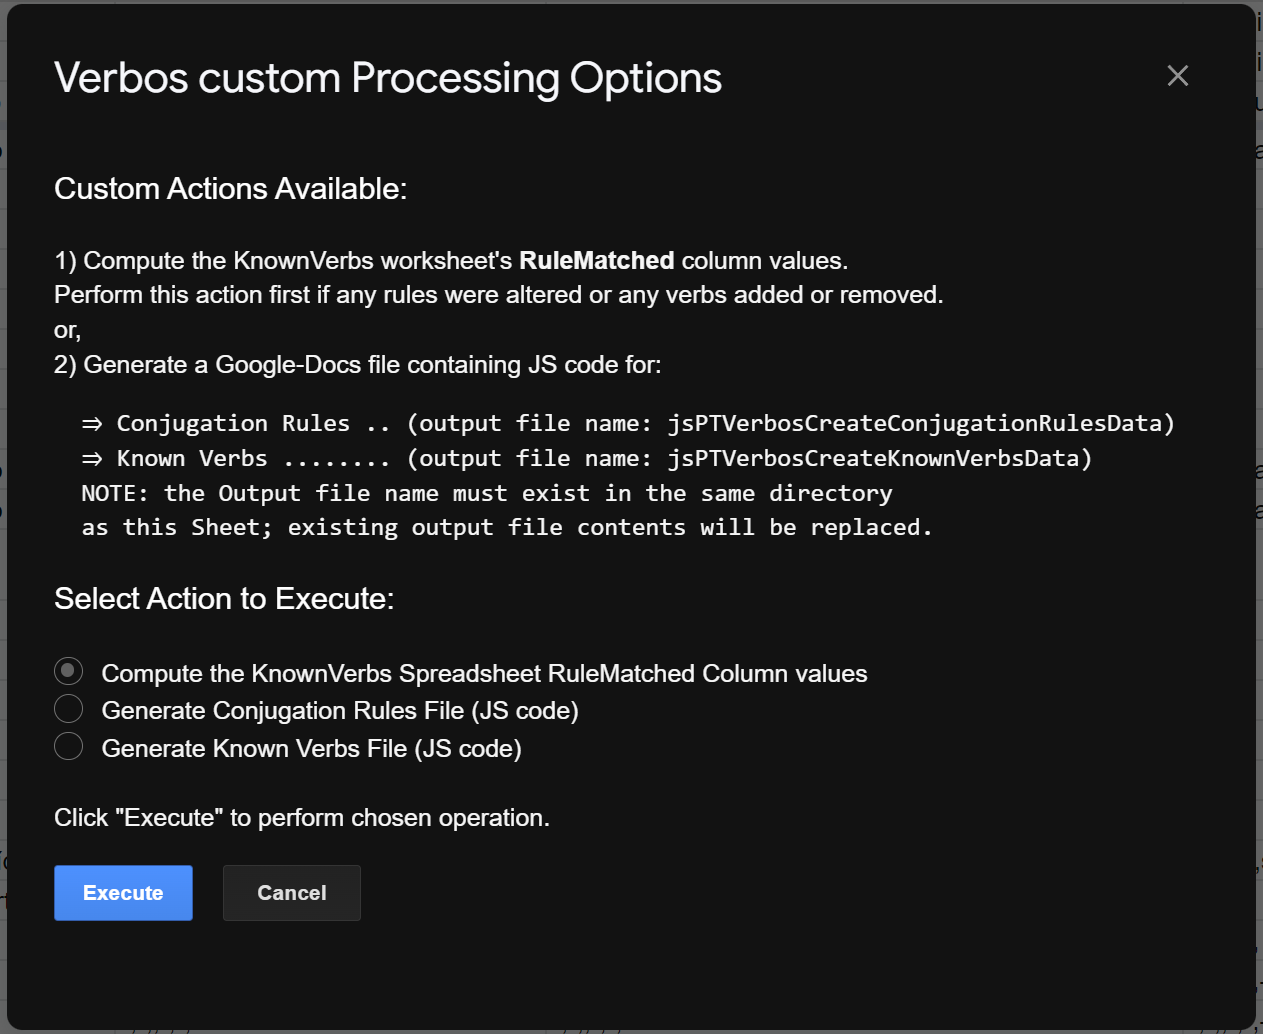 Verbos custom Processing Options
Custom Actions Available:
1) Compute the KnownVerbs worksheet's RuleMatched column values.
Perform this action first if any rules were altered or any verbs added or removed.
or,
2) Generate a Google-Docs file containing JS code for:
⇒ Conjugation Rules .. (output file name: jsPTVerbosCreateConjugationRulesData)
⇒ Known Verbs ........ (output file name: jsPTVerbosCreateKnownVerbsData)
NOTE: the Output file name must exist in the same directory
as this Sheet; existing output file contents will be replaced.
Select Action to Execute:
Compute the KnownVerbs Spreadsheet RuleMatched Column values
Generate Conjugation Rules File (JS code)
Generate Known Verbs File (JS code)
Click "Execute" to perform chosen operation.
Execute
Cancel